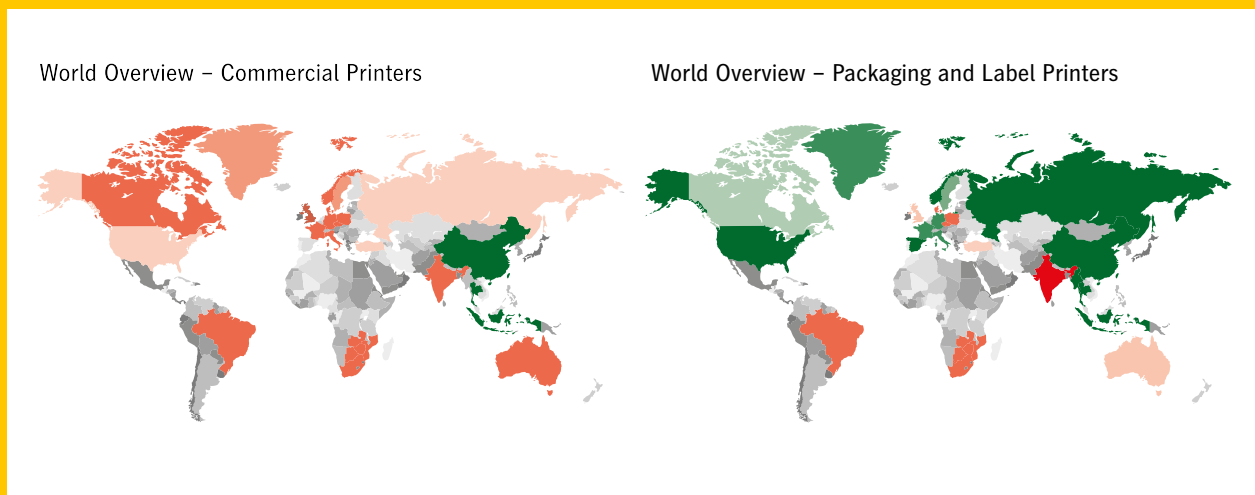 World Overview – Commercial Printers
World Overview – Packaging and Label Printers